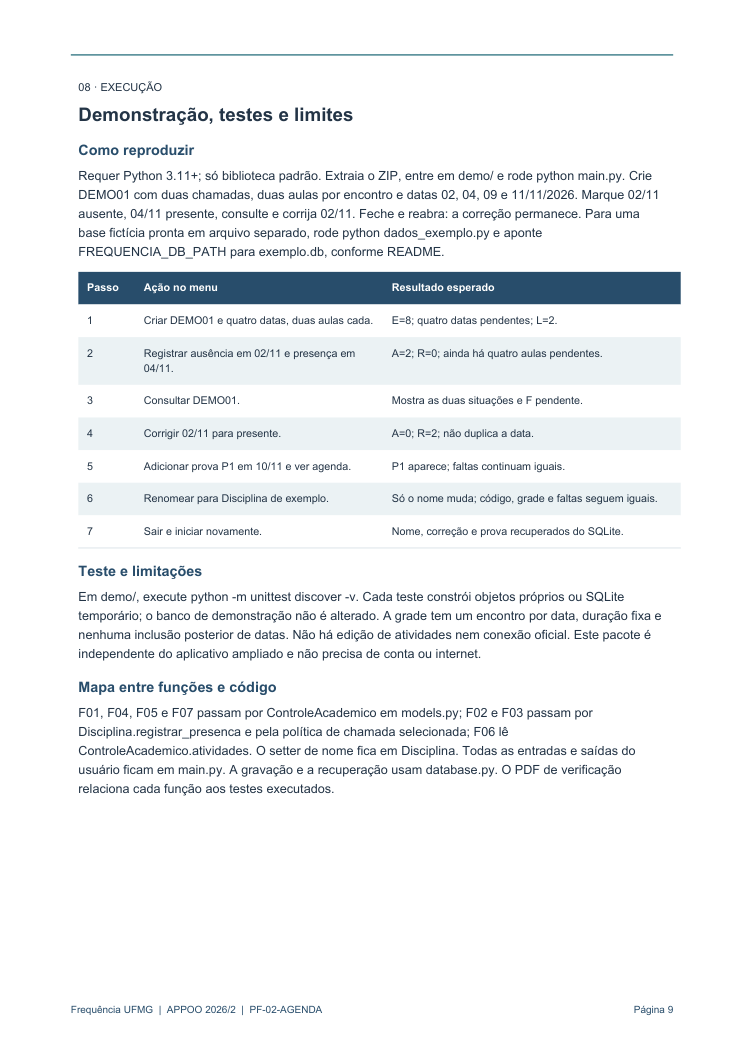 08 · EXECUÇÃO
Demonstração, testes e limites
Como reproduzir
Requer Python 3.11+; só biblioteca padrão. Extraia o ZIP, entre em demo/ e rode python main.py. Crie
DEMO01 com duas chamadas, duas aulas por encontro e datas 02, 04, 09 e 11/11/2026. Marque 02/11
ausente, 04/11 presente, consulte e corrija 02/11. Feche e reabra: a correção permanece. Para uma
base fictícia pronta em arquivo separado, rode python dados_exemplo.py e aponte
FREQUENCIA_DB_PATH para exemplo.db, conforme README.
Passo Ação no menu Resultado esperado
1 Criar DEMO01 e quatro datas, duas aulas cada. E=8; quatro datas pendentes; L=2.
2 Registrar ausência em 02/11 e presença em A=2; R=0; ainda há quatro aulas pendentes.
04/11.
3 Consultar DEMO01. Mostra as duas situações e F pendente.
4 Corrigir 02/11 para presente. A=0; R=2; não duplica a data.
5 Adicionar prova P1 em 10/11 e ver agenda. P1 aparece; faltas continuam iguais.
6 Renomear para Disciplina de exemplo. Só o nome muda; código, grade e faltas seguem iguais.
7 Sair e iniciar novamente. Nome, correção e prova recuperados do SQLite.
Teste e limitações
Em demo/, execute python -m unittest discover -v. Cada teste constrói objetos próprios ou SQLite
temporário; o banco de demonstração não é alterado. A grade tem um encontro por data, duração fixa e
nenhuma inclusão posterior de datas. Não há edição de atividades nem conexão oficial. Este pacote é
independente do aplicativo ampliado e não precisa de conta ou internet.
Mapa entre funções e código
F01, F04, F05 e F07 passam por ControleAcademico em models.py; F02 e F03 passam por
Disciplina.registrar_presenca e pela política de chamada selecionada; F06 lê
ControleAcademico.atividades. O setter de nome fica em Disciplina. Todas as entradas e saídas do
usuário ficam em main.py. A gravação e a recuperação usam database.py. O PDF de verificação
relaciona cada função aos testes executados.
Frequência UFMG | APPOO 2026/2 | PF-02-AGENDA Página 9